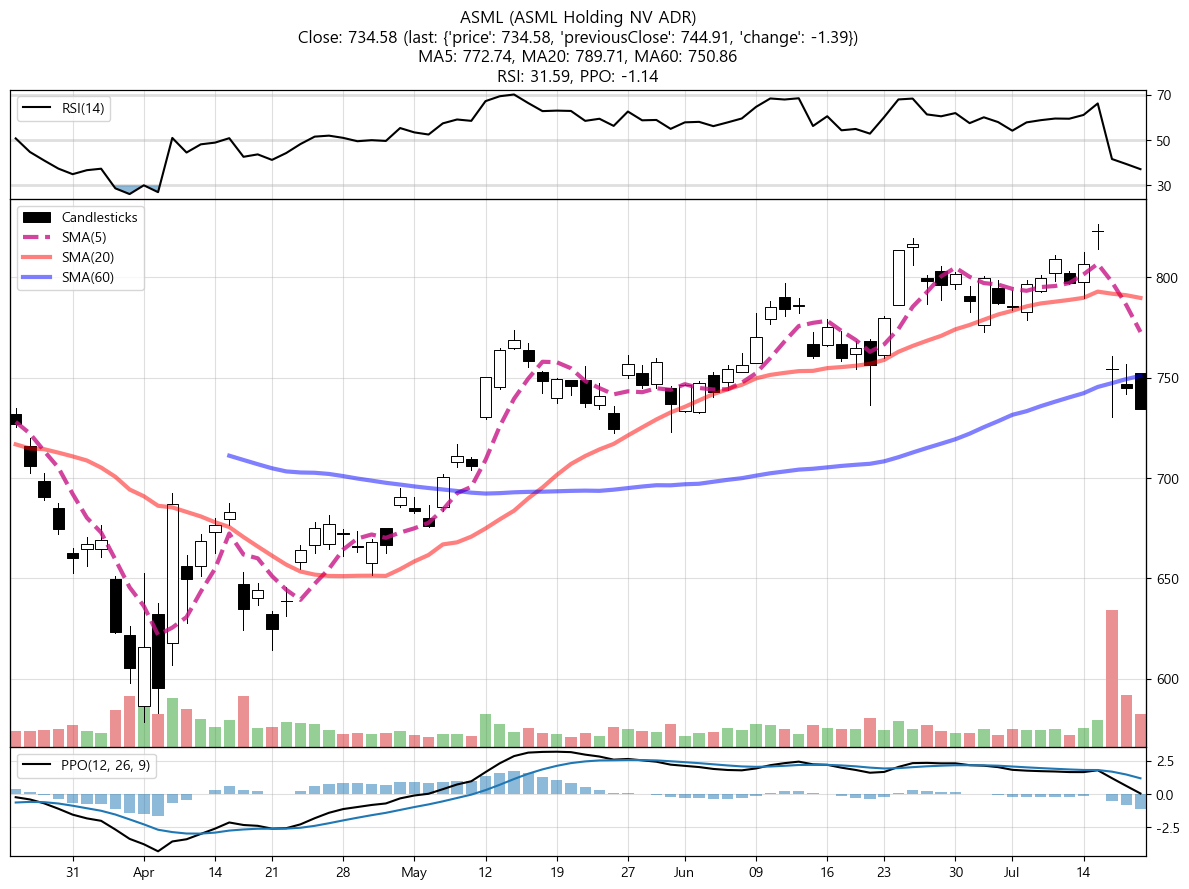 ASML (ASML Holding NV ADR)
Close: 734.58 (last: {'price': 734.58, 'previousClose': 744.91, 'change': -1.39})
MA5: 772.74, MA20: 789.71, MA60: 750.86
RSI: 31.59, PPO: -1.14
RSI(14)
70
50
30
Candlesticks
SMA(5)
SMA(20)
SMA(60)
800
750
700
650
600
PPO(12, 26, 9)
2.5
0.0
-2.5
31 Apr 14 21 28 May 12 19 27 Jun 09 16 23 30 Jul 14